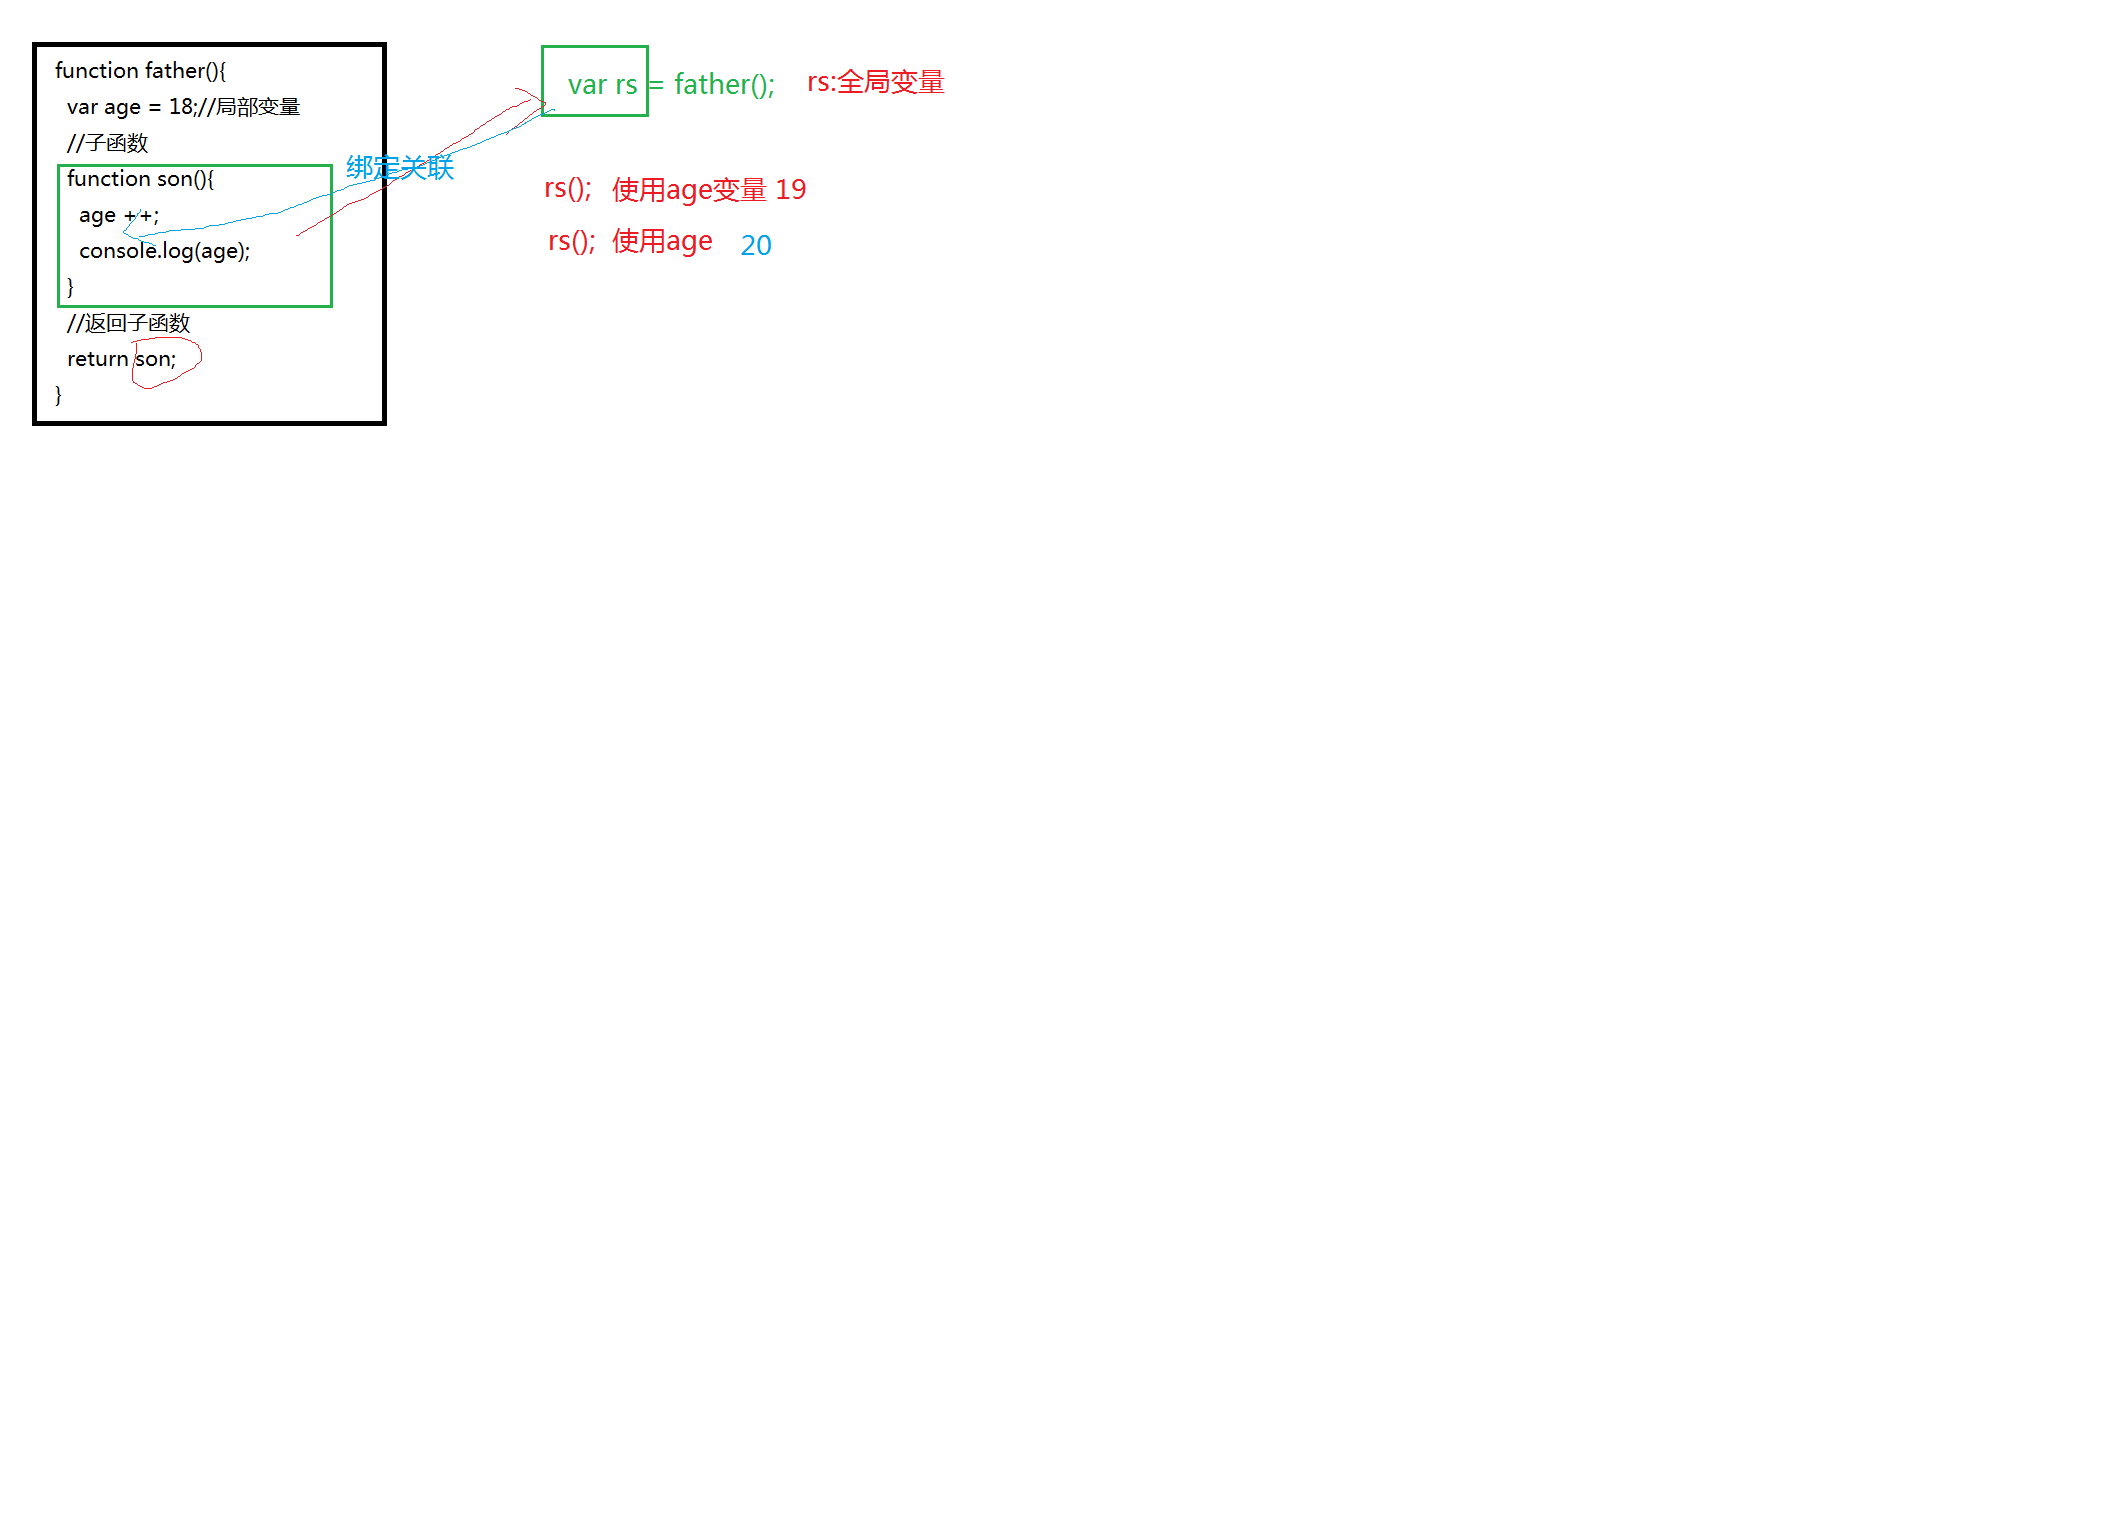 function father(){
var age = 18;//局部变量
//子函数
function son(){
age ++;
console.log(age);
}
//返回子函数
return son;
}
绑定关联
var rs = father();
rs:全局变量
rs(); 使用age变量 19
rs(); 使用age 20